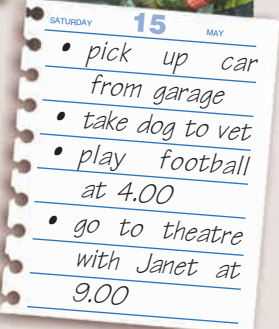 SATURDAY 15 MAY
• pick up car
from garage
• take dog to vet
• play football
at 4.00
• go to theatre
with Janet at
9.00